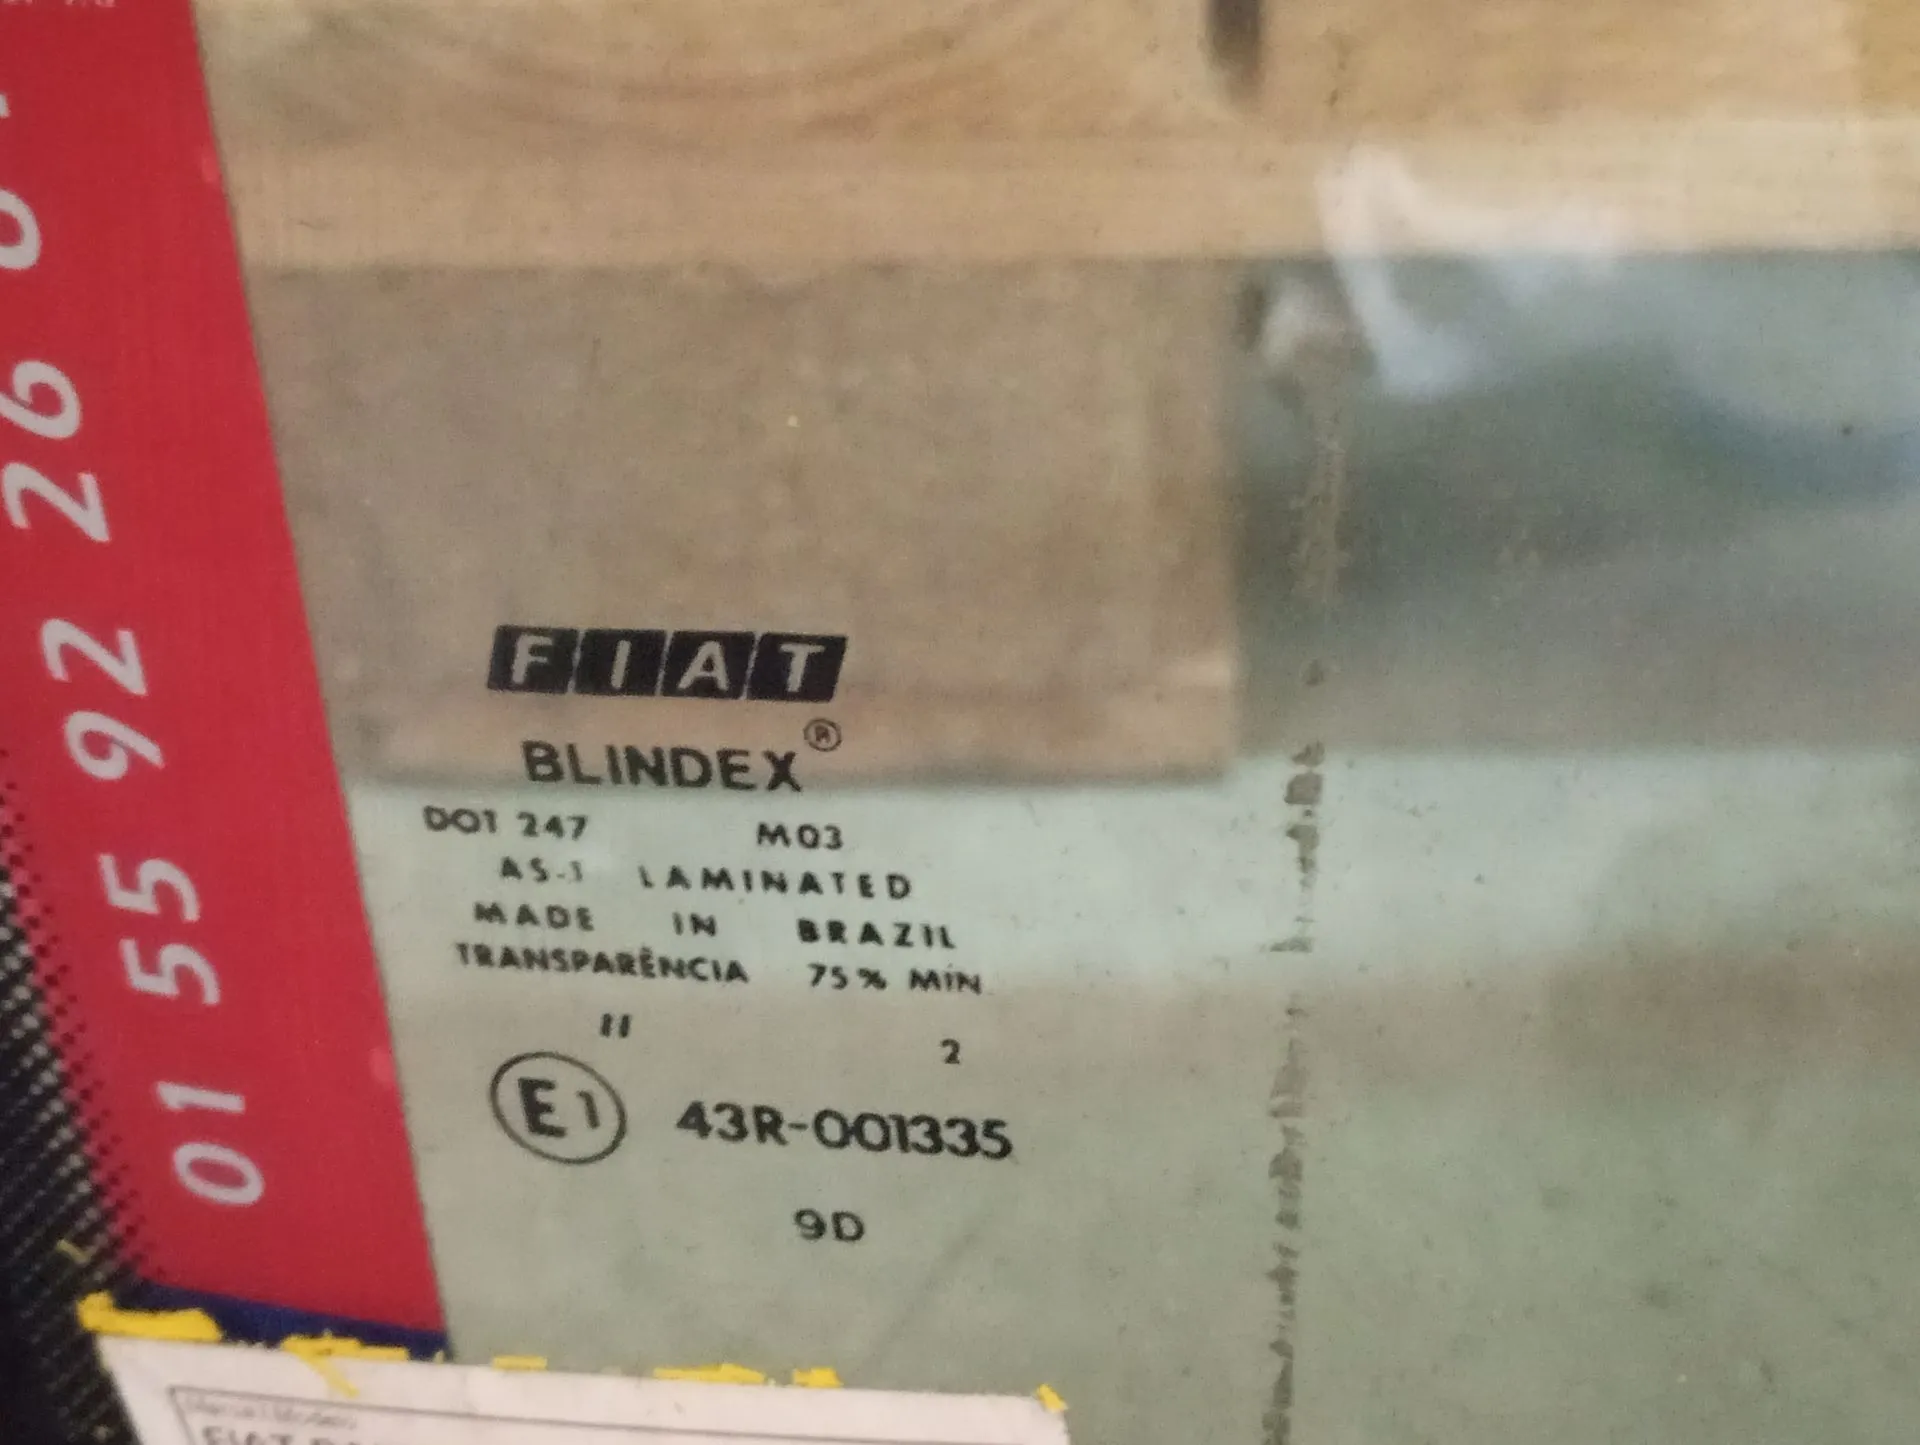 FIAT
BLINDEX®
DOT 247 M03
AS-1 LAMINATED
MADE IN BRAZIL
TRANSPARÊNCIA 75% MIN
II 2
E1 43R-001335
9D
01 55 92 26
FIAT